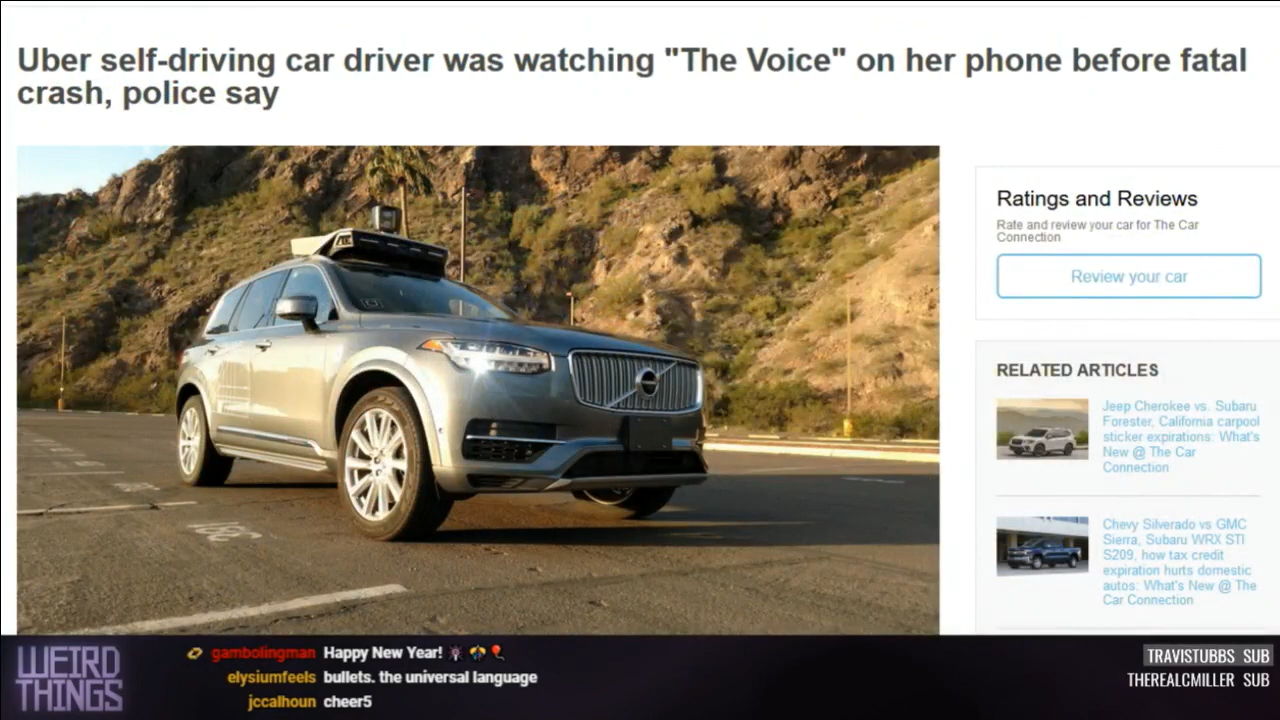 Uber self-driving car driver was watching "The Voice" on her phone before fatal
crash, police say
Ratings and Reviews
Rate and review your car for The Car
Connection
Review your car
RELATED ARTICLES
Jeep Cherokee vs. Subaru
Forester, California carpool
sticker expirations: What's
New @ The Car
Connection
Chevy Silverado vs GMC
Sierra, Subaru WRX STI
S209, how tax credit
expiration hurts domestic
autos: What's New @ The
Car Connection
WEIRD
THINGS
gambolingman Happy New Year!
elysiumfeels bullets. the universal language
jccalhoun cheer5
TRAVISTUBBS SUB
THEREALCMILLER SUB